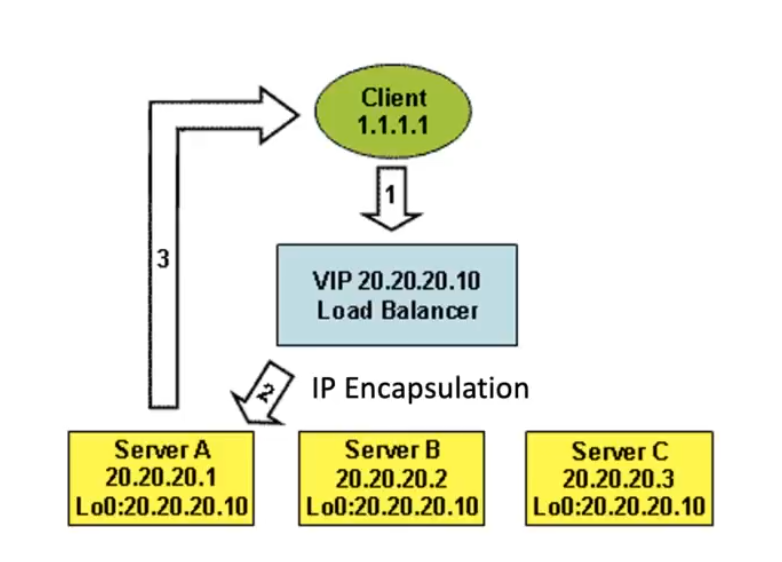 Client
1.1.1.1
1
3
VIP 20.20.20.10
Load Balancer
2
IP Encapsulation
Server A
20.20.20.1
Lo0:20.20.20.10
Server B
20.20.20.2
Lo0:20.20.20.10
Server C
20.20.20.3
Lo0:20.20.20.10